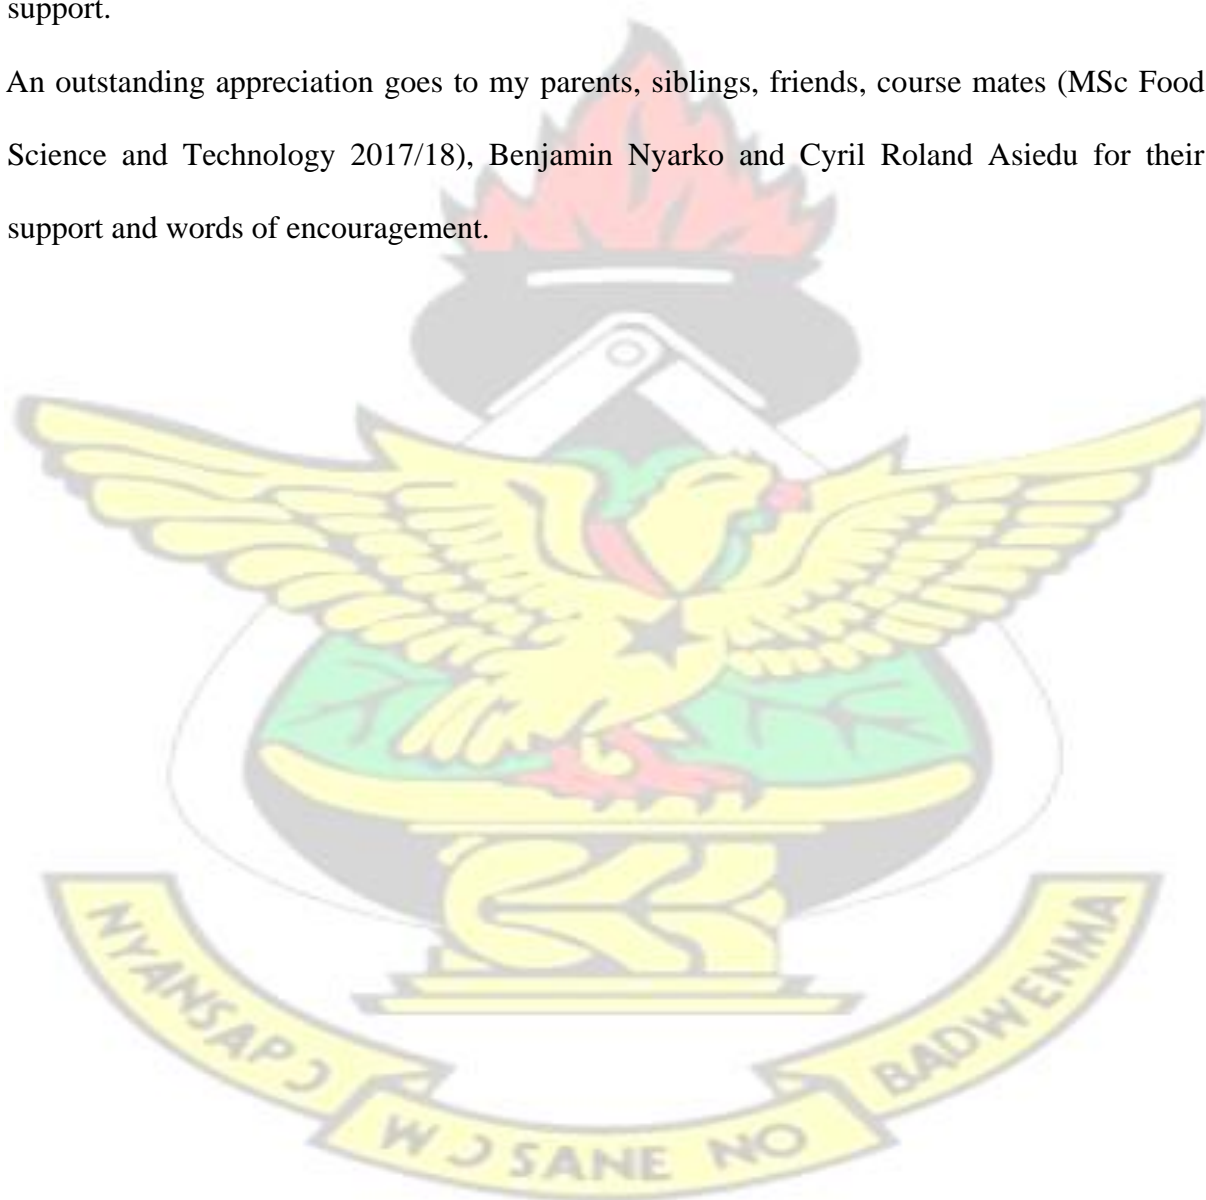 support.
An outstanding appreciation goes to my parents, siblings, friends, course mates (MSc Food
Science and Technology 2017/18), Benjamin Nyarko and Cyril Roland Asiedu for their
support and words of encouragement.
NYANSAPƆ
WƆSANE NO
BADWENMA